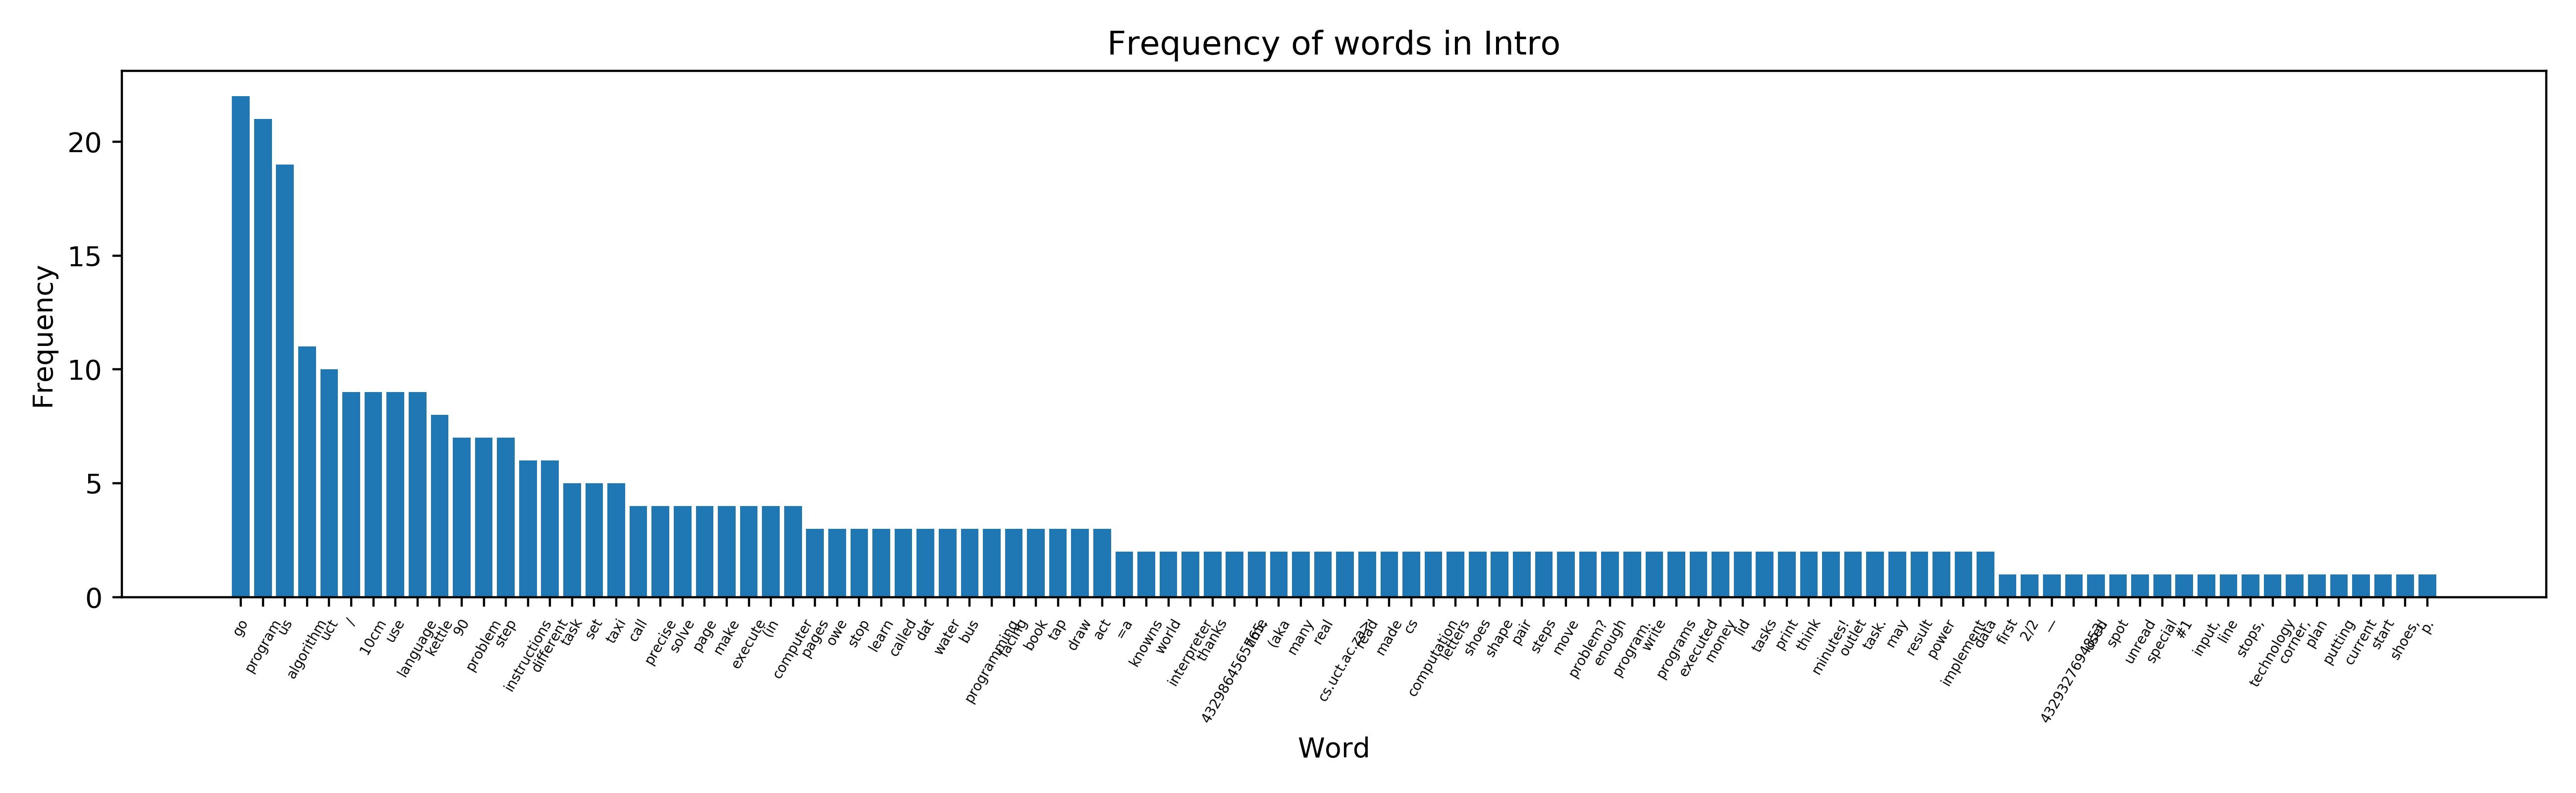 Frequency of words in Intro
Frequency
20
15
10
5
0
go
program
us
algorithm
uct
/
10cm
use
language
kettle
90
problem
step
instructions
different
task
set
taxi
call
precise
solve
page
make
execute
(in
computer
pages
owe
stop
learn
called
dat
water
bus
programming
facing
book
tap
draw
act
=a
knowns
world
interpreter
thanks
(aka
many
real
read
made
cs
computation
letters
shoes
shape
pair
steps
move
problem?
enough
program.
write
programs
executed
money
lid
tasks
print
think
minutes!
outlet
task.
may
result
power
implement
data
first
2/2
—
spot
unread
special
#1
input,
line
stops,
technology
corner,
plan
putting
current
start
shoes,
p.
Word